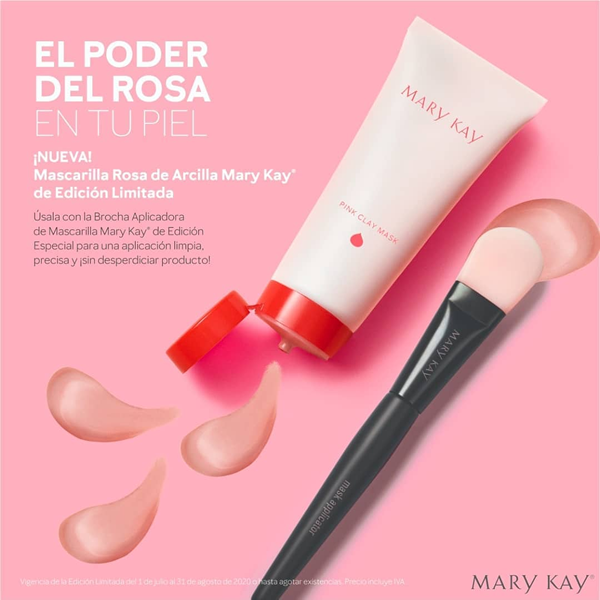 EL PODER
DEL ROSA
EN TU PIEL
¡NUEVA!
Mascarilla Rosa de Arcilla Mary Kay®
de Edición Limitada
Úsala con la Brocha Aplicadora
de Mascarilla Mary Kay® de Edición
Especial para una aplicación limpia,
precisa y ¡sin desperdiciar producto!
MARY KAY
PINK CLAY MASK
MARY KAY
mask applicator
Vigencia de la Edición Limitada del 1 de julio al 31 de agosto de 2020 o hasta agotar existencias. Precio incluye IVA
MARY KAY®